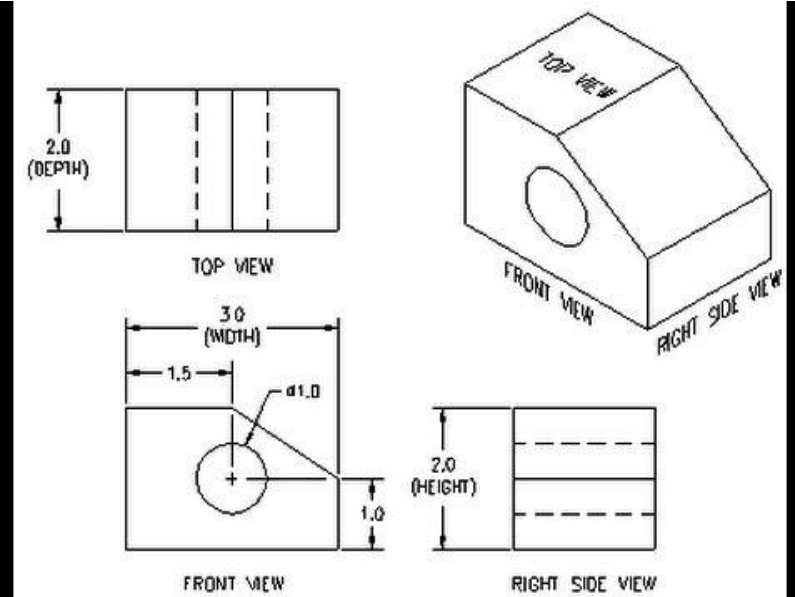 2.0
(DEPTH)
TOP VIEW
TOP VIEW
FRONT VIEW
RIGHT SIDE VIEW
3.0
(WIDTH)
1.5
d1.0
1.0
FRONT VIEW
2.0
(HEIGHT)
RIGHT SIDE VIEW